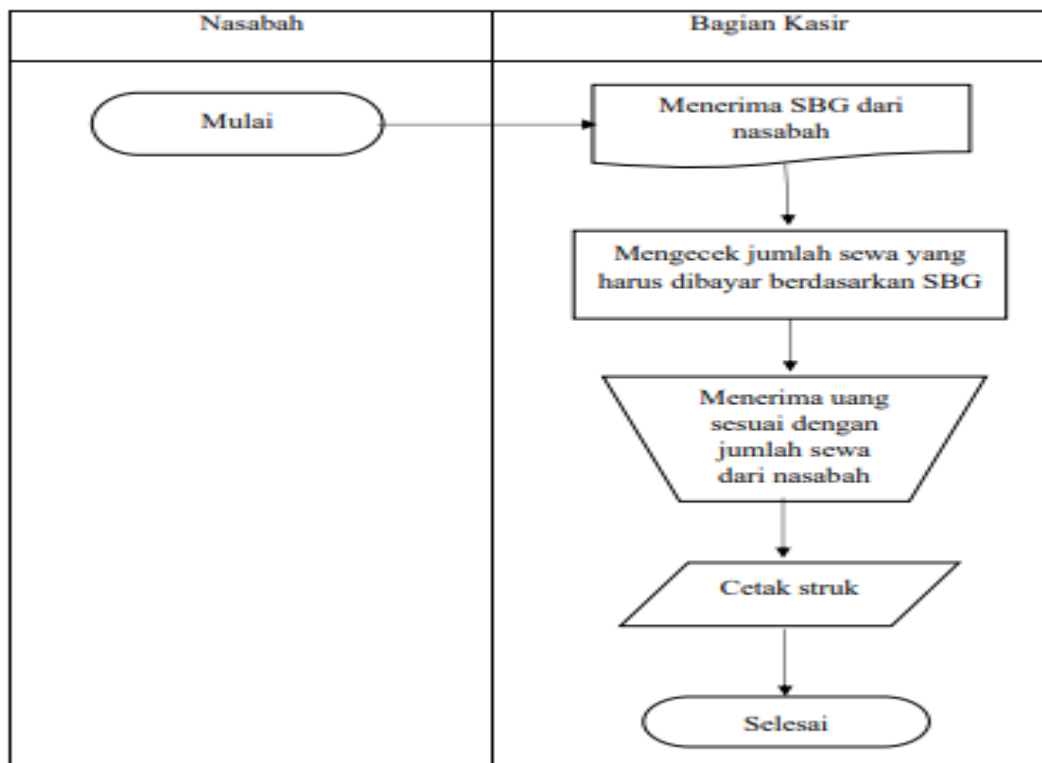 Nasabah
Bagian Kasir
Mulai
Menerima SBG dari
nasabah
Mengecek jumlah sewa yang
harus dibayar berdasarkan SBG
Menerima uang
sesuai dengan
jumlah sewa
dari nasabah
Cetak struk
Selesai